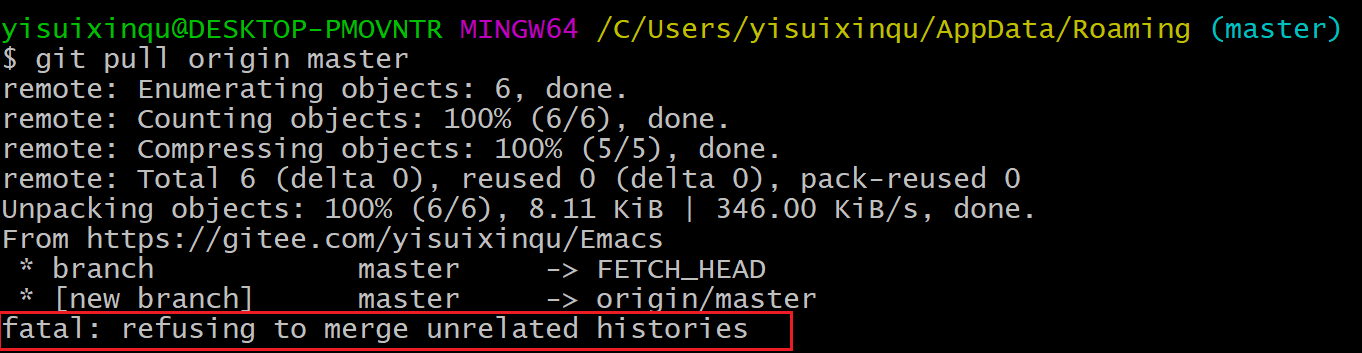 yisuixinqu@DESKTOP-PMOVNTR MINGW64 /C/Users/yisuixinqu/AppData/Roaming (master)
$ git pull origin master
remote: Enumerating objects: 6, done.
remote: Counting objects: 100% (6/6), done.
remote: Compressing objects: 100% (5/5), done.
remote: Total 6 (delta 0), reused 0 (delta 0), pack-reused 0
Unpacking objects: 100% (6/6), 8.11 KiB | 346.00 KiB/s, done.
From https://gitee.com/yisuixinqu/Emacs
 * branch            master     -> FETCH_HEAD
 * [new branch]      master     -> origin/master
fatal: refusing to merge unrelated histories